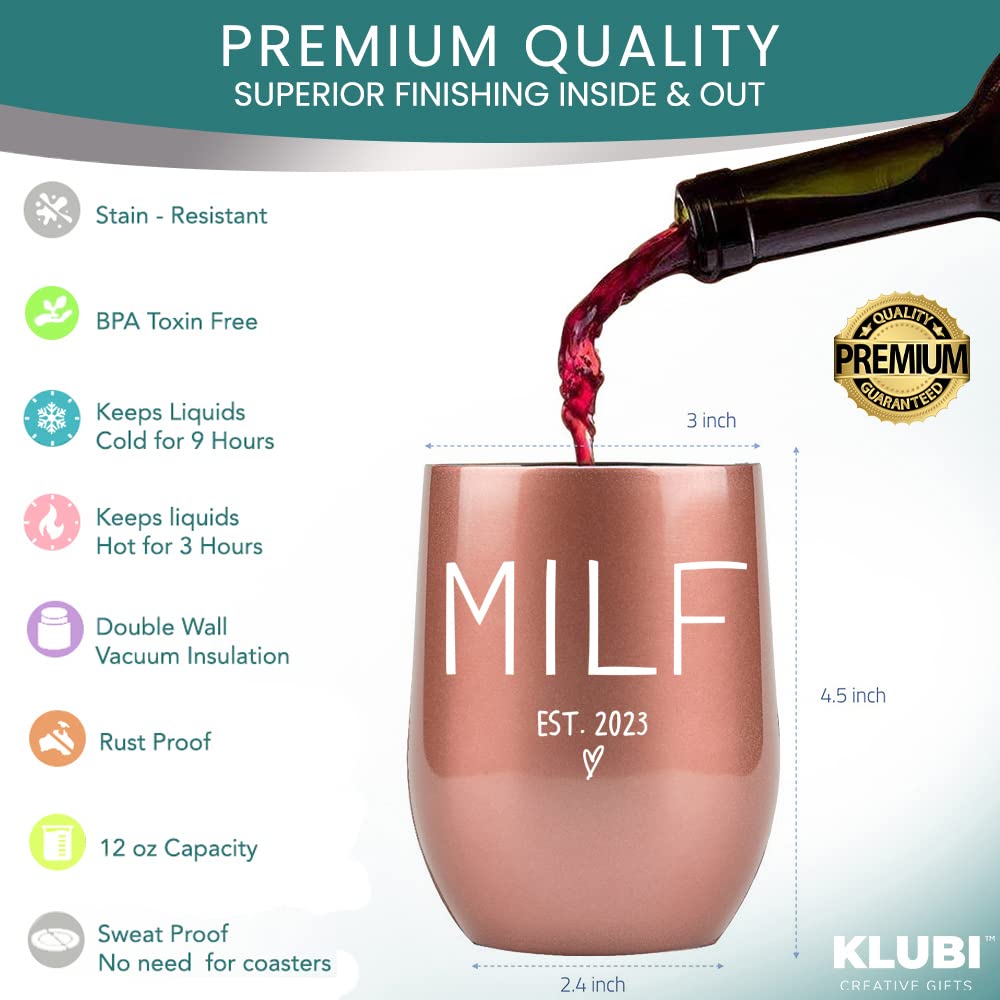 PREMIUM QUALITY
SUPERIOR FINISHING INSIDE & OUT
Stain - Resistant
BPA Toxin Free
Keeps Liquids
Cold for 9 Hours
Keeps liquids
Hot for 3 Hours
Double Wall
Vacuum Insulation
Rust Proof
12 oz Capacity
Sweat Proof
No need for coasters
QUALITY
PREMIUM
GUARANTEED
3 inch
MILF
EST. 2023
4.5 inch
2.4 inch
KLUBI™
CREATIVE GIFTS